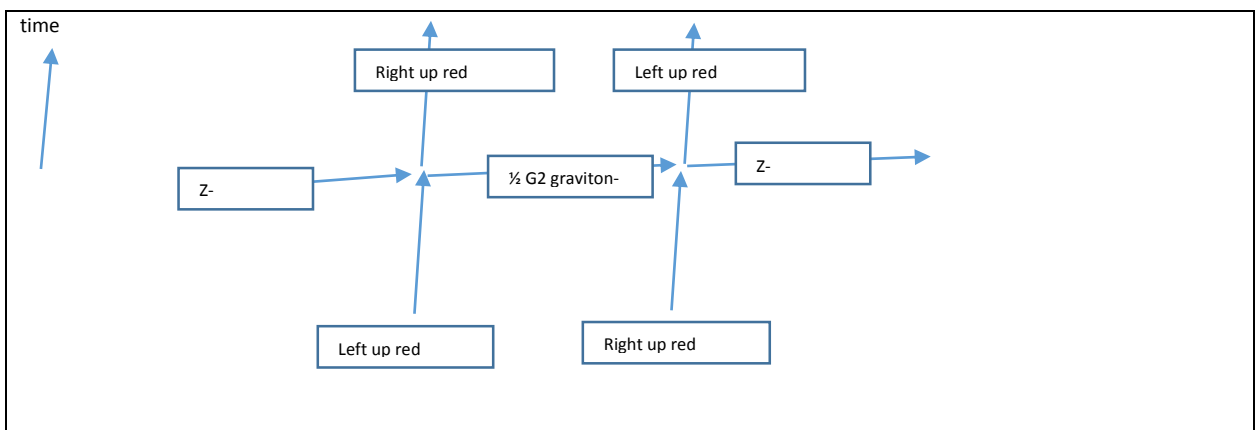 time
Right up red
Left up red
Z-
½ G2 graviton-
Z-
Left up red
Right up red